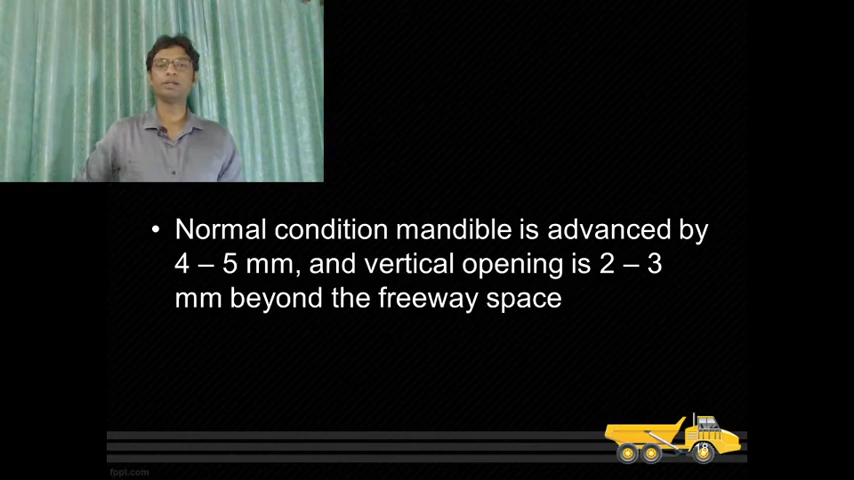 • Normal condition mandible is advanced by
4 – 5 mm, and vertical opening is 2 – 3
mm beyond the freeway space
18
fppt.com